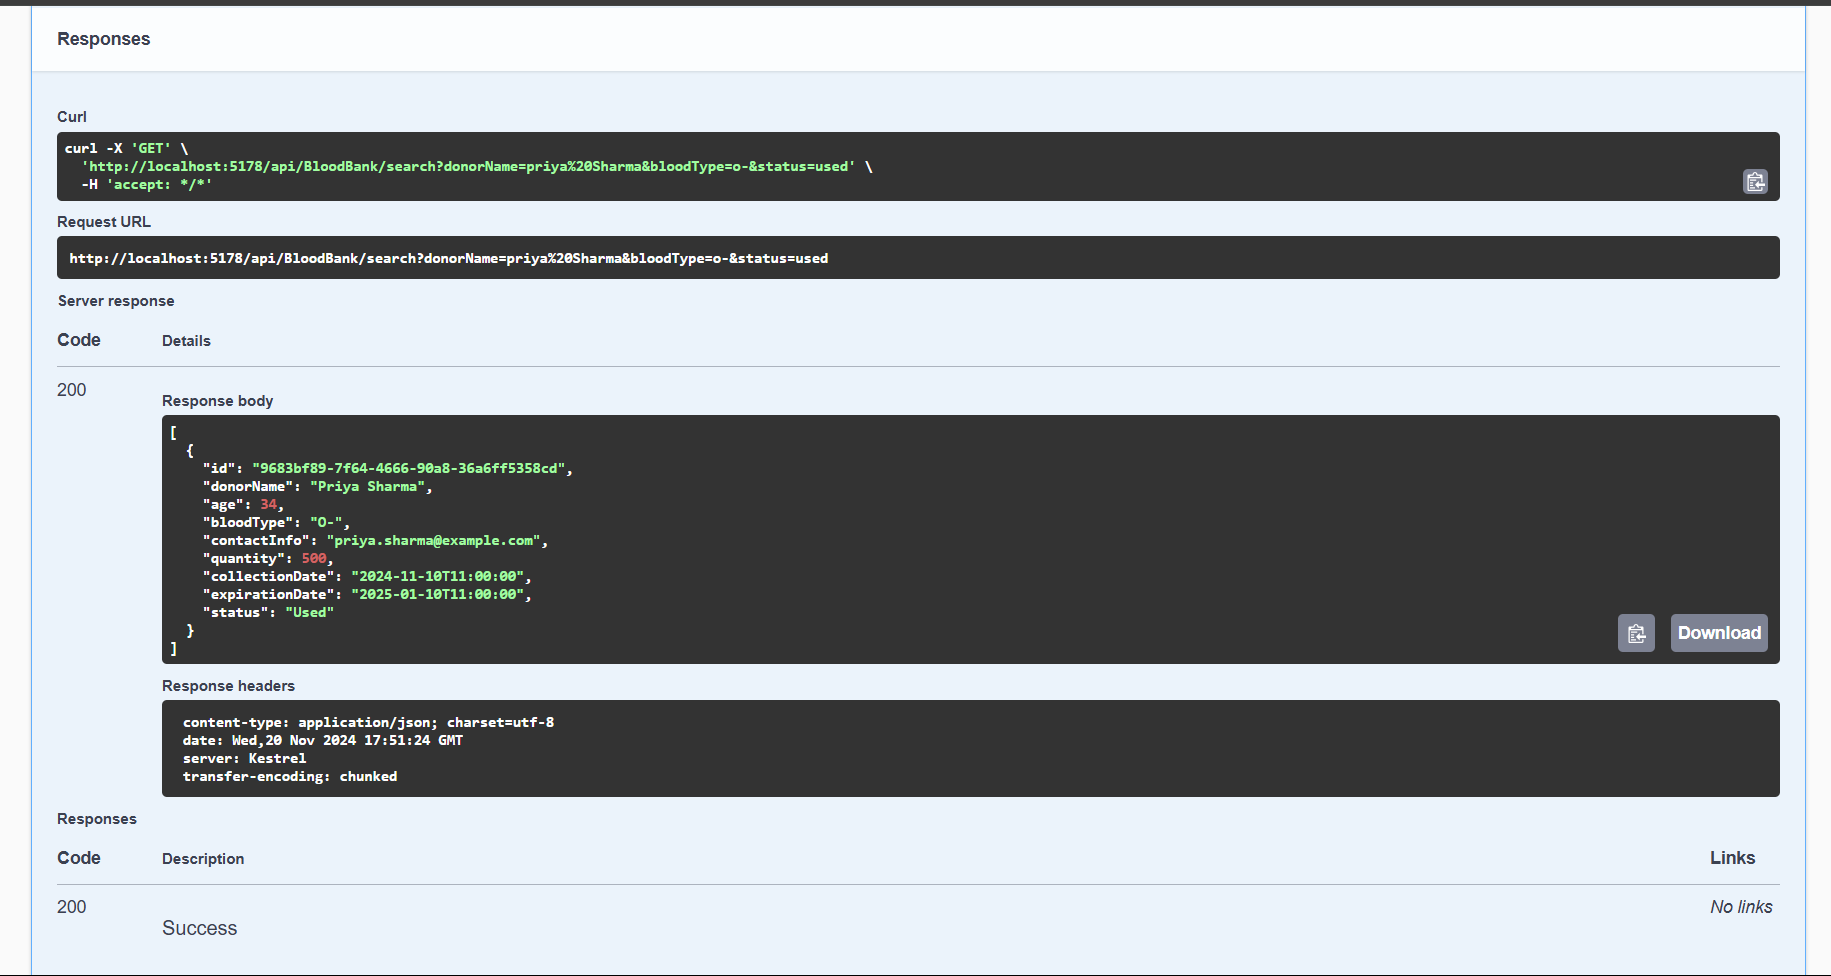 Responses
Curl
curl -X 'GET' \
  'http://localhost:5178/api/BloodBank/search?donorName=priya%20Sharma&bloodType=o-&status=used' \
  -H 'accept: */*'
Request URL
http://localhost:5178/api/BloodBank/search?donorName=priya%20Sharma&bloodType=o-&status=used
Server response
Code Details
200
Response body
[
  {
    "id": "9683bf89-7f64-4666-90a8-36a6ff5358cd",
    "donorName": "Priya Sharma",
    "age": 34,
    "bloodType": "O-",
    "contactInfo": "priya.sharma@example.com",
    "quantity": 500,
    "collectionDate": "2024-11-10T11:00:00",
    "expirationDate": "2025-01-10T11:00:00",
    "status": "Used"
  }
]
Download
Response headers
content-type: application/json; charset=utf-8
date: Wed,20 Nov 2024 17:51:24 GMT
server: Kestrel
transfer-encoding: chunked
Responses
Code Description Links
200 No links
Success